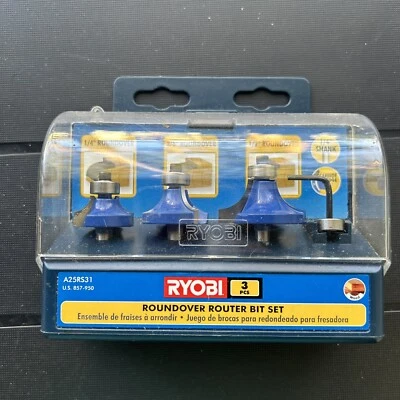 1/4" ROUNDOVER
ROUNDOVER
1/2" ROUNDOVER
1/4"
SHANK
RYOBI
A25RS31
U.S. 857-950
RYOBI
3
PCS
ROUNDOVER ROUTER BIT SET
Ensemble de fraises à arrondir • Juego de brocas para redondeado para fresadora